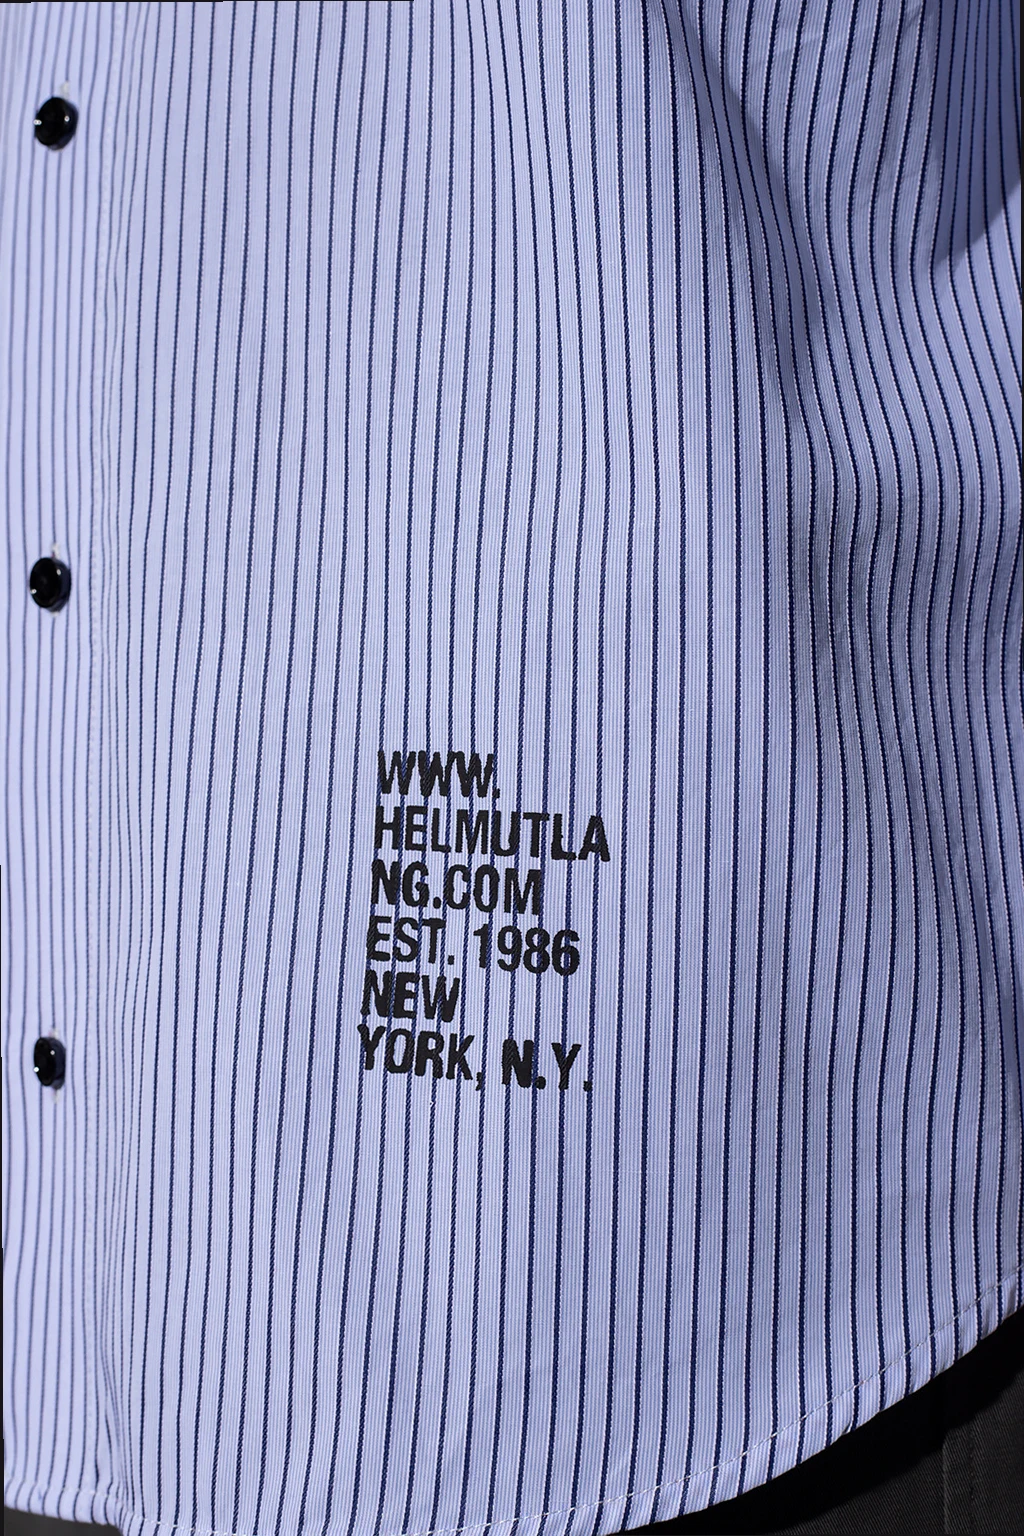 WWW.
HELMUTLA
NG.COM
EST. 1986
NEW
YORK, N.Y.